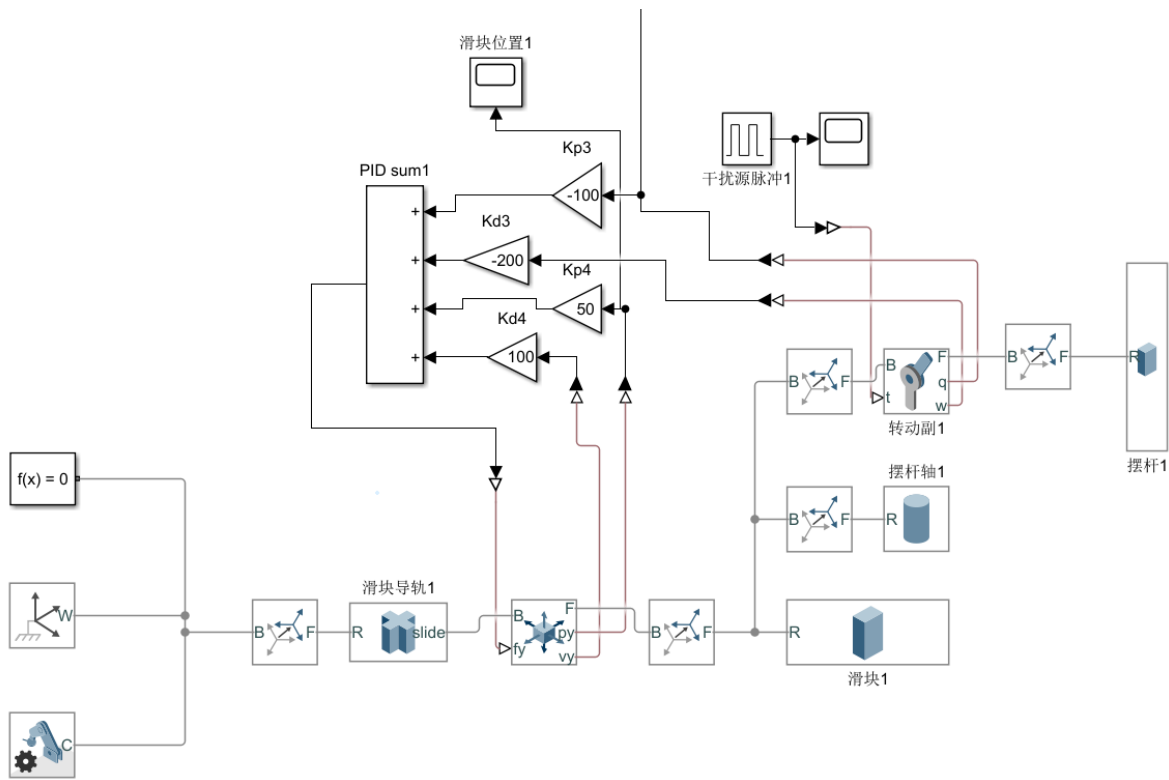 滑块位置1
Kp3
干扰源脉冲1
PID sum1
+
-100
Kd3
+
-200
Kp4
+
50
Kd4
+
100
B
F
B
F
q
t
w
转动副1
B
F
R
摆杆1
f(x) = 0
摆杆轴1
B
F
R
W
滑块导轨1
B
F
R
slide
B
F
py
fy
vy
B
F
R
滑块1
C